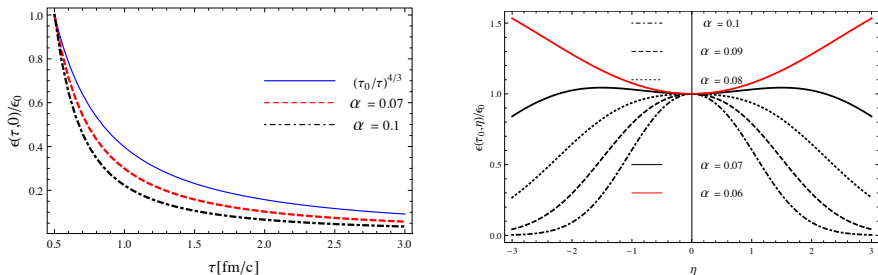 ϵ(τ,0)/ϵ₀
1.0
0.8
0.6
0.4
0.2
0.5
1.0
1.5
2.0
2.5
3.0
τ[fm/c]
(τ₀/τ)^{4/3}
α = 0.07
α = 0.1
ϵ(τ₀,η)/ϵ₀
1.5
1.0
0.5
0.0
−3
−2
−1
0
1
2
3
η
α = 0.1
α = 0.09
α = 0.08
α = 0.07
α = 0.06